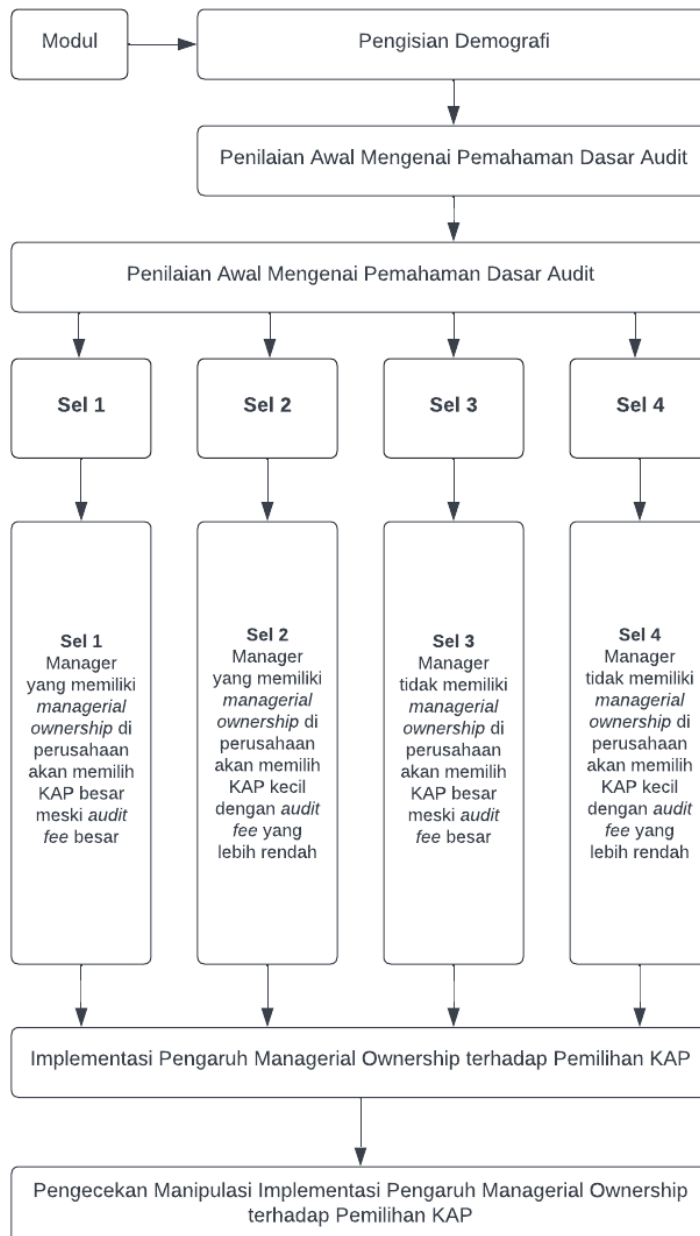 Modul
Pengisian Demografi
Penilaian Awal Mengenai Pemahaman Dasar Audit
Penilaian Awal Mengenai Pemahaman Dasar Audit
Sel 1
Sel 2
Sel 3
Sel 4
Sel 1
Manager
yang memiliki
managerial
ownership di
perusahaan
akan memilih
KAP besar
meski audit
fee besar
Sel 2
Manager
yang memiliki
managerial
ownership di
perusahaan
akan memilih
KAP kecil
dengan audit
fee yang
lebih rendah
Sel 3
Manager
tidak memiliki
managerial
ownership di
perusahaan
akan memilih
KAP besar
meski audit
fee besar
Sel 4
Manager
tidak memiliki
managerial
ownership di
perusahaan
akan memilih
KAP kecil
dengan audit
fee yang
lebih rendah
Implementasi Pengaruh Managerial Ownership terhadap Pemilihan KAP
Pengecekan Manipulasi Implementasi Pengaruh Managerial Ownership
terhadap Pemilihan KAP